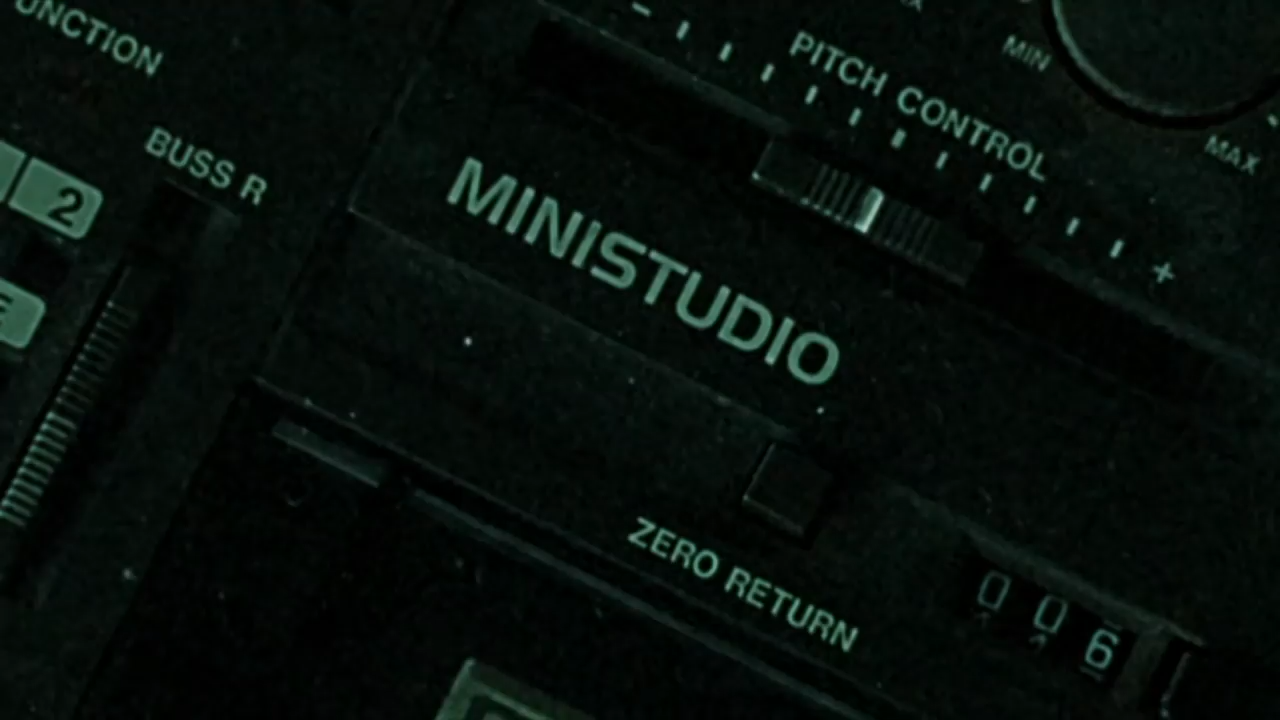 UNCTION
PITCH CONTROL
MIN
MAX
BUSS R
2
MINISTUDIO
+
ZERO RETURN
006